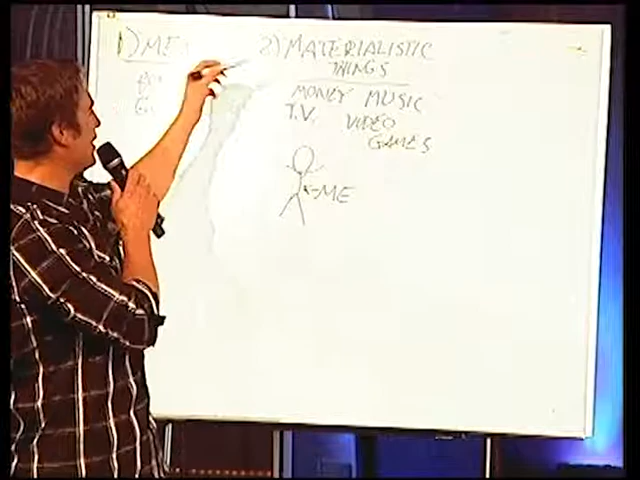 1) ME
2) MATERIALISTIC
THINGS
MONEY MUSIC
T.V. VIDEO
GAMES
ME